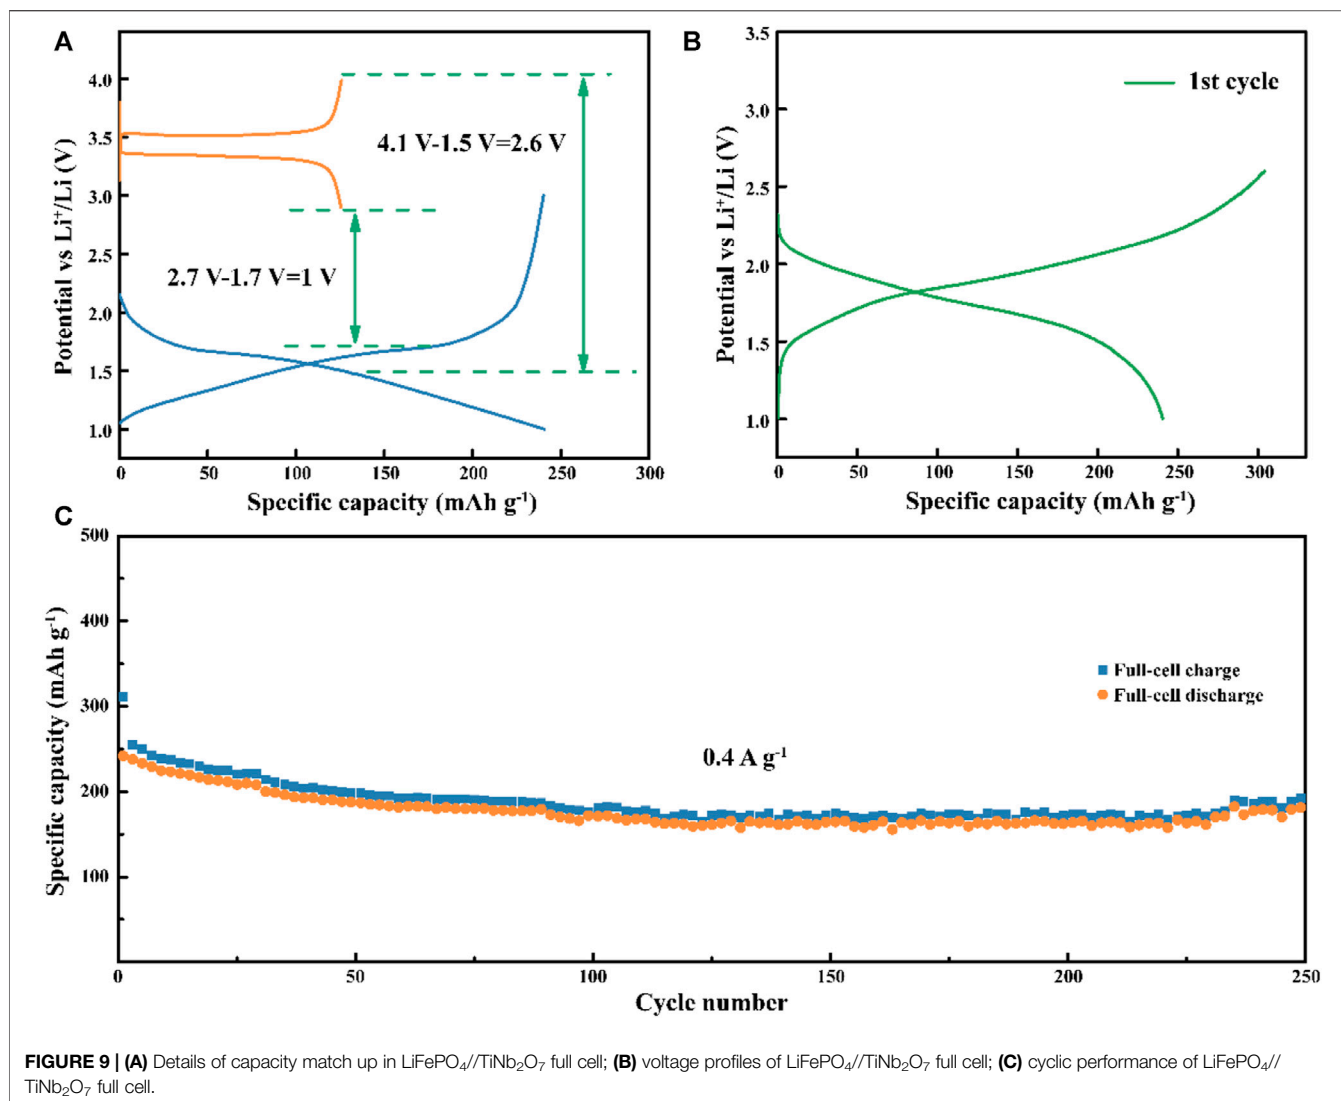 A
Potential vs Li⁺/Li (V)
4.0
3.5
3.0
2.5
2.0
1.5
1.0
4.1 V-1.5 V=2.6 V
2.7 V-1.7 V=1 V
0 50 100 150 200 250 300
Specific capacity (mAh g⁻¹)
B
Potential vs Li⁺/Li (V)
3.5
3.0
2.5
2.0
1.5
1.0
1st cycle
0 50 100 150 200 250 300
Specific capacity (mAh g⁻¹)
C
Specific capacity (mAh g⁻¹)
500
400
300
200
100
Full-cell charge
Full-cell discharge
0.4 A g⁻¹
0 50 100 150 200 250
Cycle number
FIGURE 9 | (A) Details of capacity match up in LiFePO₄//TiNb₂O₇ full cell; (B) voltage profiles of LiFePO₄//TiNb₂O₇ full cell; (C) cyclic performance of LiFePO₄//
TiNb₂O₇ full cell.